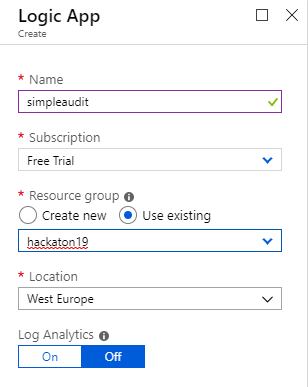 Logic App
Create
* Name
simpleaudit
* Subscription
Free Trial
* Resource group
Create new Use existing
hackaton19
* Location
West Europe
Log Analytics
On Off